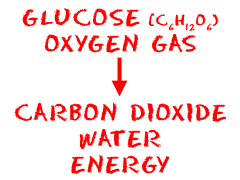 GLUCOSE (C₆H₁₂O₆)
OXYGEN GAS
CARBON DIOXIDE
WATER
ENERGY